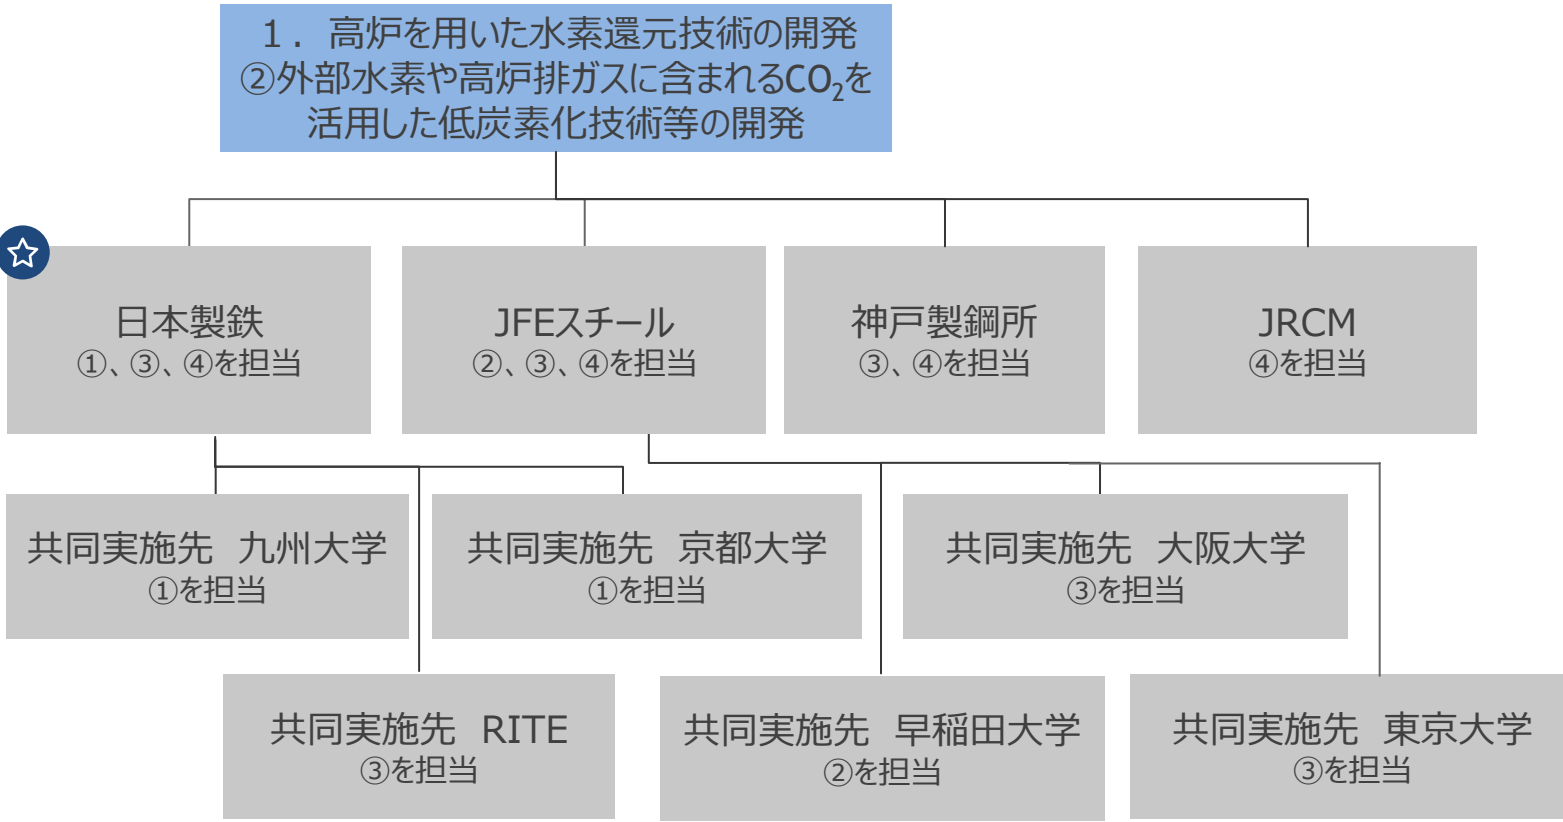 １．高炉を用いた水素還元技術の開発
②外部水素や高炉排ガスに含まれるCO₂を
活用した低炭素化技術等の開発
日本製鉄
①、③、④を担当
JFEスチール
②、③、④を担当
神戸製鋼所
③、④を担当
JRCM
④を担当
共同実施先　九州大学
①を担当
共同実施先　京都大学
①を担当
共同実施先　大阪大学
③を担当
共同実施先　RITE
③を担当
共同実施先　早稲田大学
②を担当
共同実施先　東京大学
③を担当